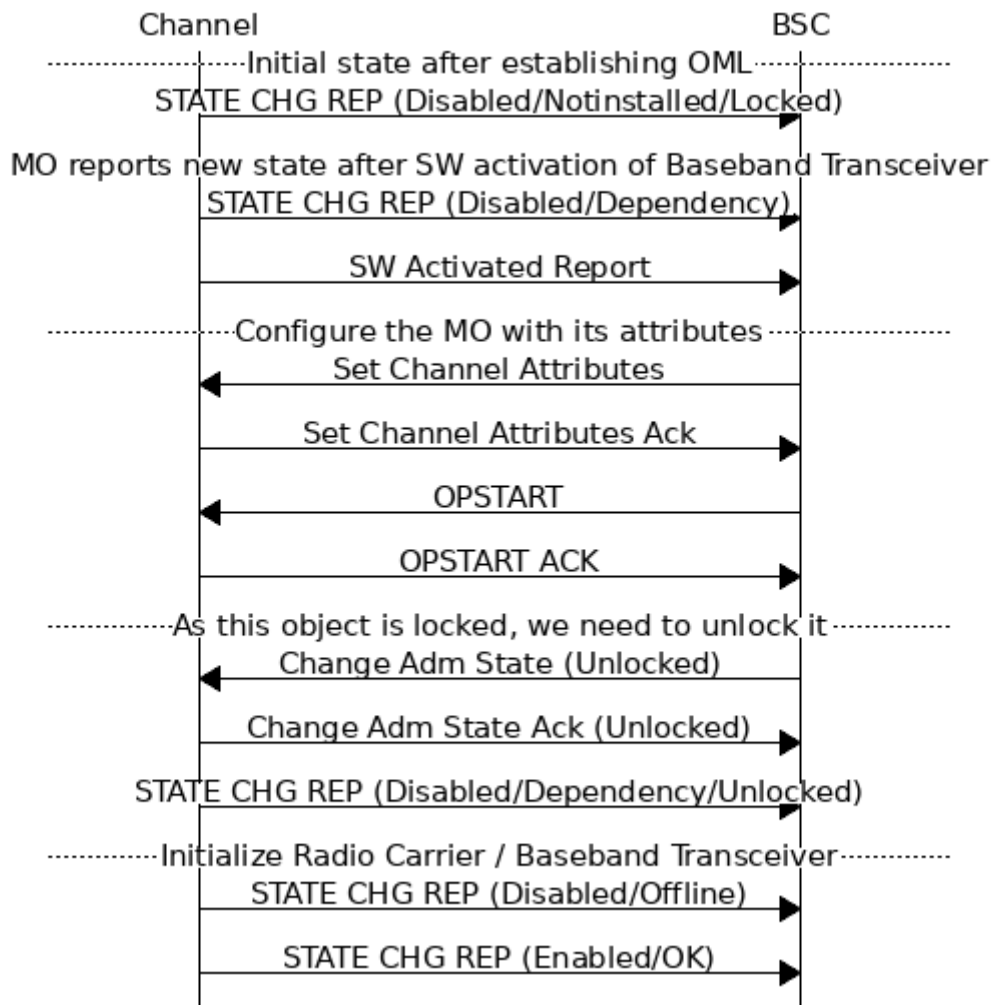 Channel BSC
Initial state after establishing OML
STATE CHG REP (Disabled/Notinstalled/Locked)
MO reports new state after SW activation of Baseband Transceiver
STATE CHG REP (Disabled/Dependency)
SW Activated Report
Configure the MO with its attributes
Set Channel Attributes
Set Channel Attributes Ack
OPSTART
OPSTART ACK
As this object is locked, we need to unlock it
Change Adm State (Unlocked)
Change Adm State Ack (Unlocked)
STATE CHG REP (Disabled/Dependency/Unlocked)
Initialize Radio Carrier / Baseband Transceiver
STATE CHG REP (Disabled/Offline)
STATE CHG REP (Enabled/OK)